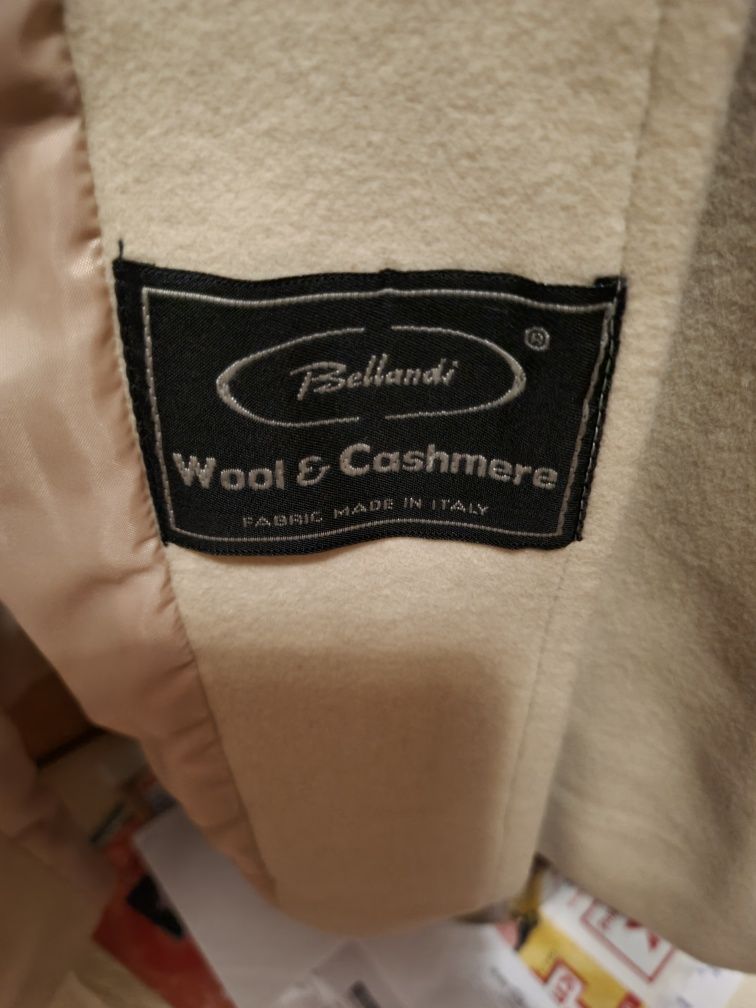 Bellandi ®
Wool & Cashmere
FABRIC MADE IN ITALY